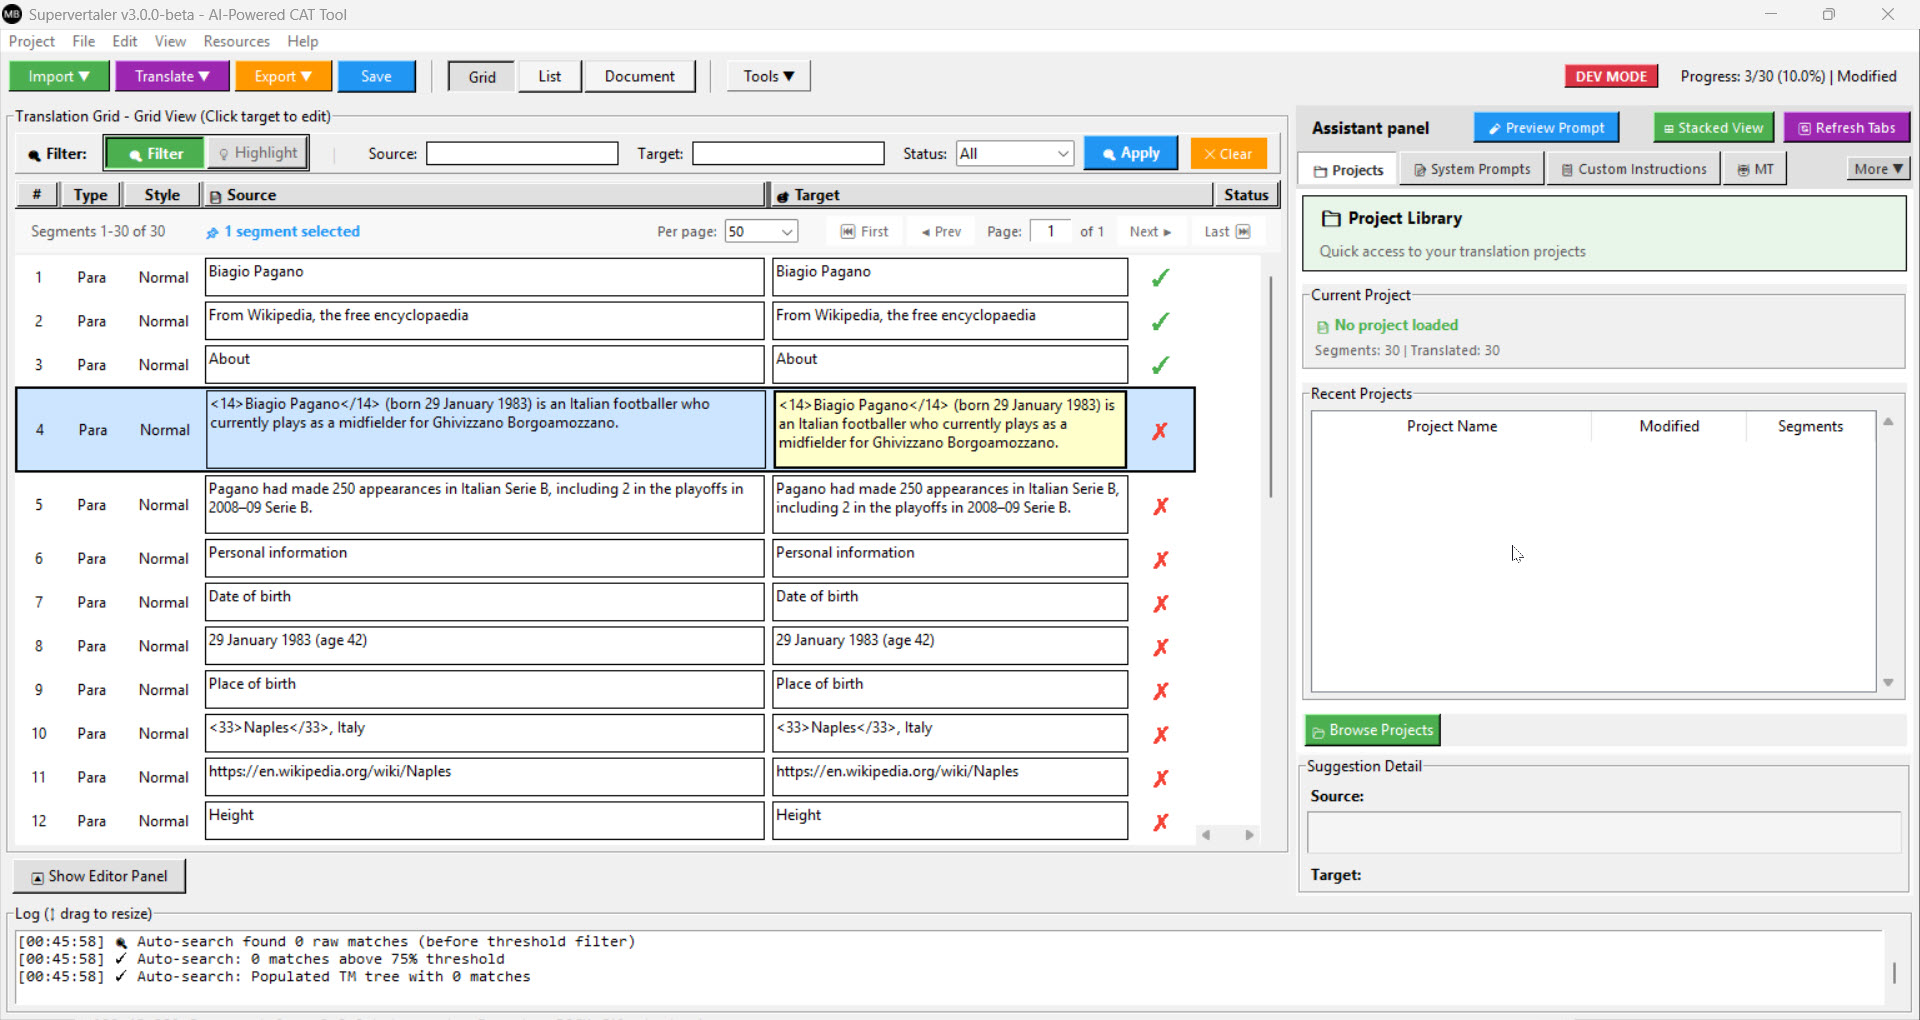 MB Supervertaler v3.0.0-beta - AI-Powered CAT Tool
Project File Edit View Resources Help
Import ▼ Translate ▼ Export ▼ Save Grid List Document Tools ▼ DEV MODE Progress: 3/30 (10.0%) | Modified
Translation Grid - Grid View (Click target to edit)
Filter: Filter Highlight Source: Target: Status: All Apply × Clear
# Type Style Source Target Status
Segments 1-30 of 30 1 segment selected Per page: 50 First ◄ Prev Page: 1 of 1 Next ► Last
1 Para Normal Biagio Pagano Biagio Pagano ✓
2 Para Normal From Wikipedia, the free encyclopaedia From Wikipedia, the free encyclopaedia ✓
3 Para Normal About About ✓
4 Para Normal <14>Biagio Pagano</14> (born 29 January 1983) is an Italian footballer who
currently plays as a midfielder for Ghivizzano Borgoamozzano.
<14>Biagio Pagano</14> (born 29 January 1983) is
an Italian footballer who currently plays as a
midfielder for Ghivizzano Borgoamozzano. ✗
5 Para Normal Pagano had made 250 appearances in Italian Serie B, including 2 in the playoffs in
2008–09 Serie B.
Pagano had made 250 appearances in Italian Serie B,
including 2 in the playoffs in 2008–09 Serie B. ✗
6 Para Normal Personal information Personal information ✗
7 Para Normal Date of birth Date of birth ✗
8 Para Normal 29 January 1983 (age 42) 29 January 1983 (age 42) ✗
9 Para Normal Place of birth Place of birth ✗
10 Para Normal <33>Naples</33>, Italy <33>Naples</33>, Italy ✗
11 Para Normal https://en.wikipedia.org/wiki/Naples https://en.wikipedia.org/wiki/Naples ✗
12 Para Normal Height Height ✗
Show Editor Panel
Assistant panel Preview Prompt Stacked View Refresh Tabs
Projects System Prompts Custom Instructions MT More ▼
Project Library
Quick access to your translation projects
Current Project
No project loaded
Segments: 30 | Translated: 30
Recent Projects
Project Name Modified Segments
Browse Projects
Suggestion Detail
Source:
Target:
Log (↕ drag to resize)
[00:45:58] Auto-search found 0 raw matches (before threshold filter)
[00:45:58] ✓ Auto-search: 0 matches above 75% threshold
[00:45:58] ✓ Auto-search: Populated TM tree with 0 matches